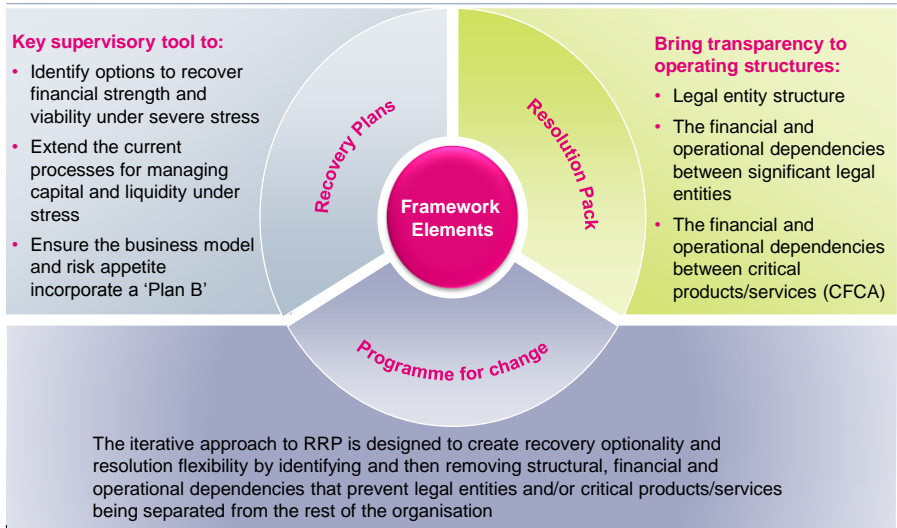 Key supervisory tool to:
• Identify options to recover
financial strength and
viability under severe stress
• Extend the current
processes for managing
capital and liquidity under
stress
• Ensure the business model
and risk appetite
incorporate a ‘Plan B’
Recovery Plans
Framework
Elements
Resolution Pack
Bring transparency to
operating structures:
• Legal entity structure
• The financial and
operational dependencies
between significant legal
entities
• The financial and
operational dependencies
between critical
products/services (CFCA)
Programme for change
The iterative approach to RRP is designed to create recovery optionality and
resolution flexibility by identifying and then removing structural, financial and
operational dependencies that prevent legal entities and/or critical products/services
being separated from the rest of the organisation